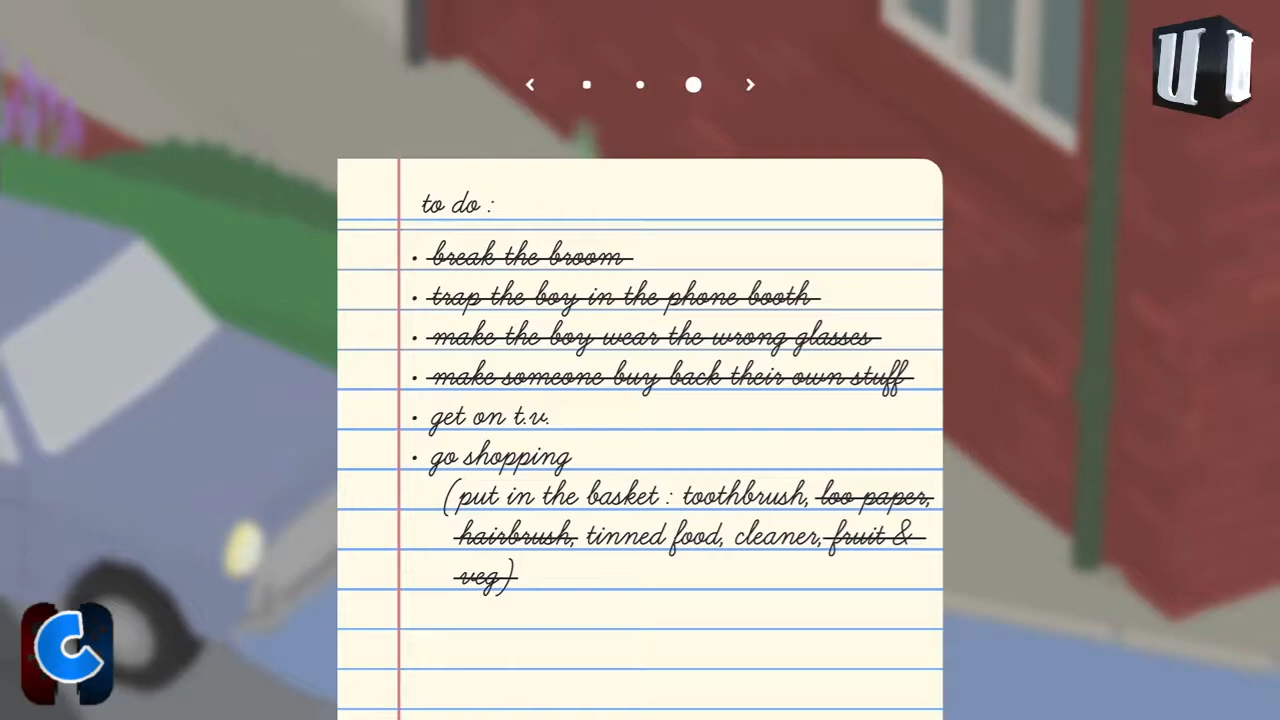 to do :
• break the broom
• trap the boy in the phone booth
• make the boy wear the wrong glasses
• make someone buy back their own stuff
• get on t.v.
• go shopping
(put in the basket : toothbrush, loo paper,
hairbrush, tinned food, cleaner, fruit &
veg)
U
C